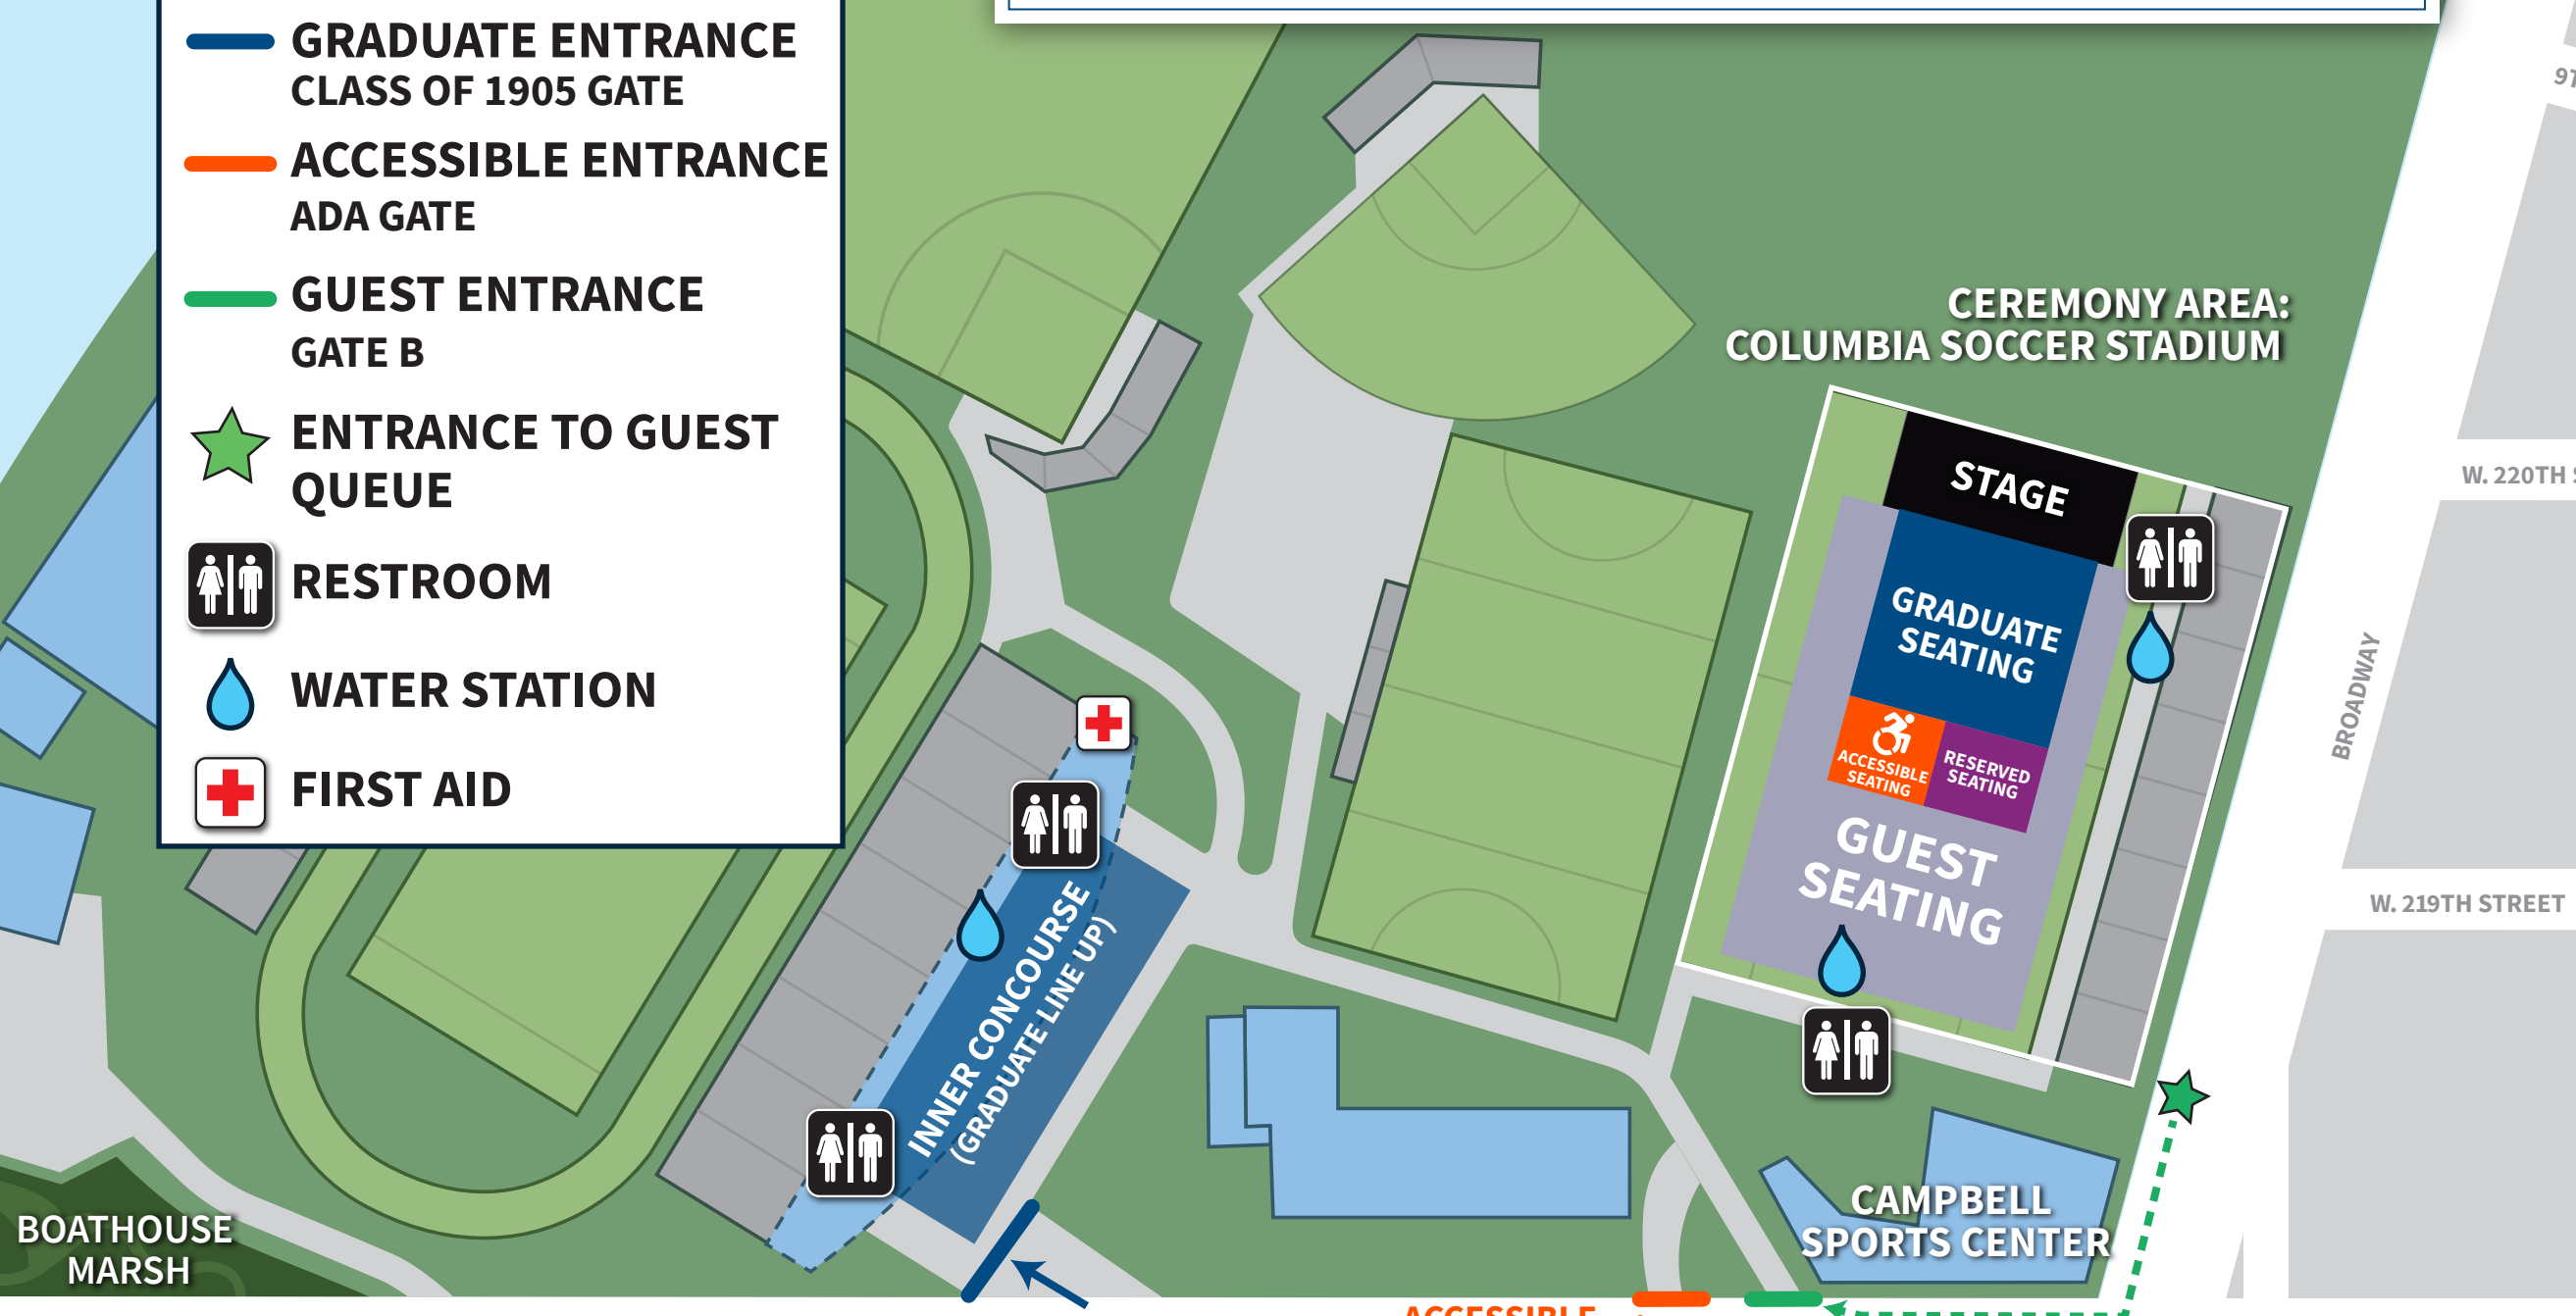 GRADUATE ENTRANCE
CLASS OF 1905 GATE
ACCESSIBLE ENTRANCE
ADA GATE
GUEST ENTRANCE
GATE B
ENTRANCE TO GUEST
QUEUE
RESTROOM
WATER STATION
FIRST AID
CEREMONY AREA:
COLUMBIA SOCCER STADIUM
STAGE
GRADUATE
SEATING
ACCESSIBLE
SEATING
RESERVED
SEATING
GUEST
SEATING
INNER CONCOURSE
(GRADUATE LINE UP)
BROADWAY
W. 220TH
W. 219TH STREET
CAMPBELL
SPORTS CENTER
BOATHOUSE
MARSH
ACCESSIBLE